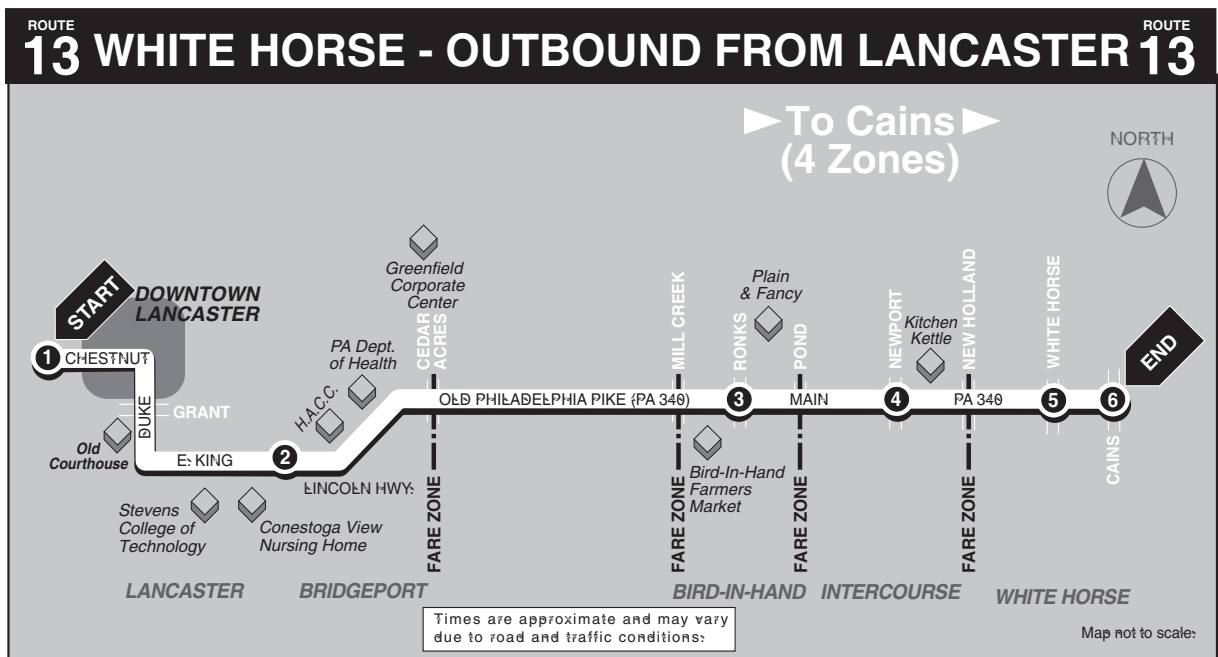 ROUTE
13
WHITE HORSE - OUTBOUND FROM LANCASTER
ROUTE
13
To Cains
(4 Zones)
NORTH
START
DOWNTOWN
LANCASTER
Greenfield
Corporate
Center
CEDAR
ACRES
MILL CREEK
RONKS
Plain
& Fancy
POND
NEWPORT
Kitchen
Kettle
NEW HOLLAND
WHITE HORSE
END
1
CHESTNUT
PA Dept.
of Health
H.A.C.C.
DUKE
GRANT
OLD PHILADELPHIA PIKE (PA 340)
3
MAIN
4
PA 340
5
6
CAINS
Old
Courthouse
E. KING
2
LINCOLN HWY.
Stevens
College of
Technology
Conestoga View
Nursing Home
FARE ZONE
FARE ZONE
Bird-In-Hand
Farmers
Market
FARE ZONE
FARE ZONE
LANCASTER
BRIDGEPORT
BIRD-IN-HAND
INTERCOURSE
WHITE HORSE
Times are approximate and may vary
due to road and traffic conditions.
Map not to scale.